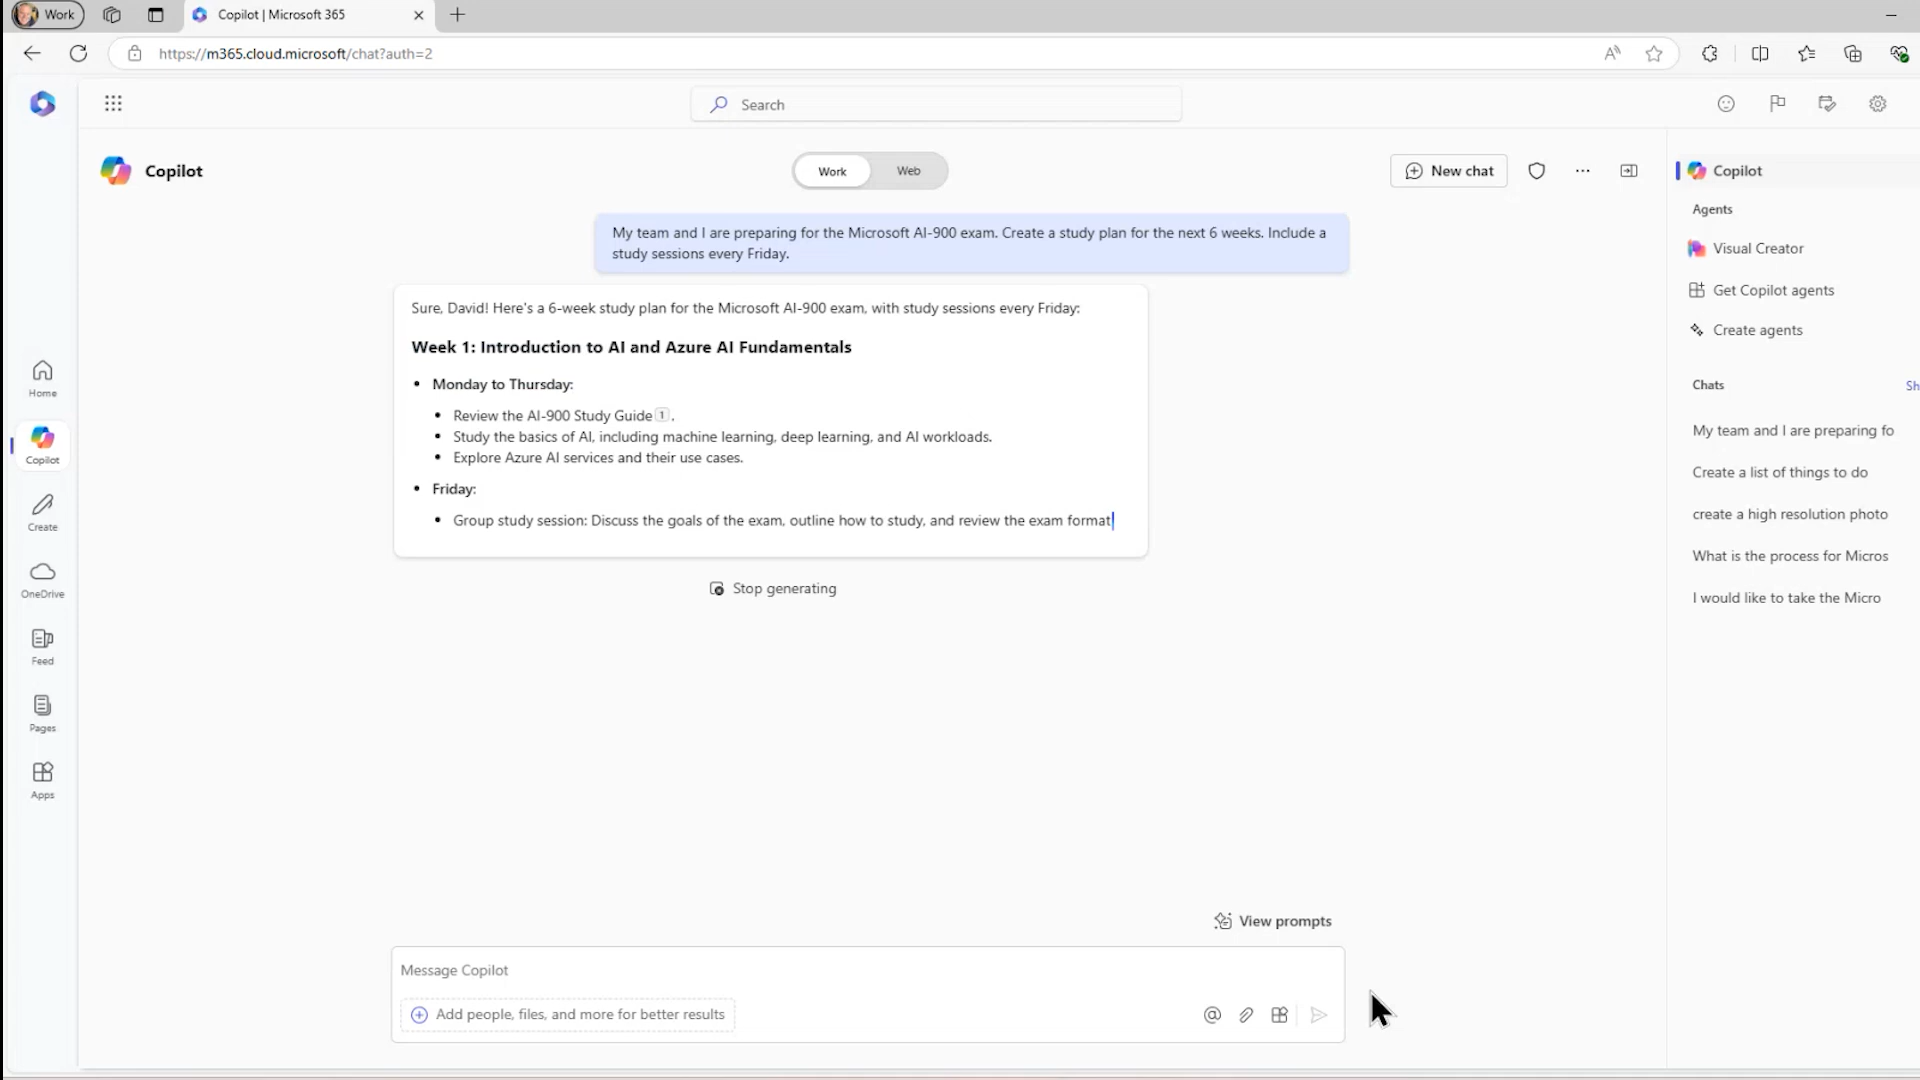 Work
Copilot | Microsoft 365
https://m365.cloud.microsoft/chat?auth=2
Search
Copilot
Work
Web
New chat
My team and I are preparing for the Microsoft AI-900 exam. Create a study plan for the next 6 weeks. Include a
study sessions every Friday.
Sure, David! Here's a 6-week study plan for the Microsoft AI-900 exam, with study sessions every Friday:
Week 1: Introduction to AI and Azure AI Fundamentals
• Monday to Thursday:
• Review the AI-900 Study Guide 1 .
• Study the basics of AI, including machine learning, deep learning, and AI workloads.
• Explore Azure AI services and their use cases.
• Friday:
• Group study session: Discuss the goals of the exam, outline how to study, and review the exam format
Stop generating
View prompts
Message Copilot
Add people, files, and more for better results
Home
Copilot
Create
OneDrive
Feed
Pages
Apps
Copilot
Agents
Visual Creator
Get Copilot agents
Create agents
Chats
Sh
My team and I are preparing fo
Create a list of things to do
create a high resolution photo
What is the process for Micros
I would like to take the Micro